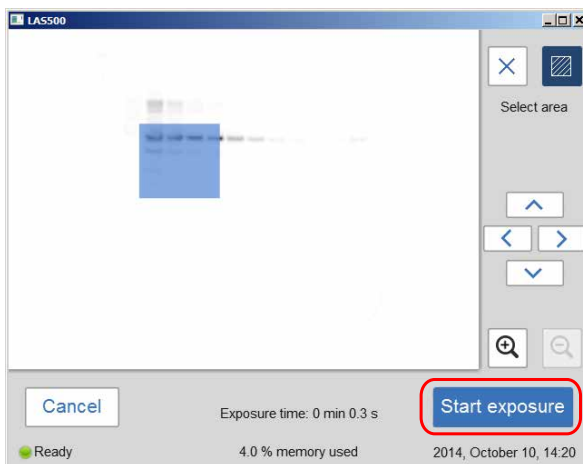 LAS500
Select area
Cancel
Exposure time: 0 min 0.3 s
Start exposure
Ready
4.0 % memory used
2014, October 10, 14:20